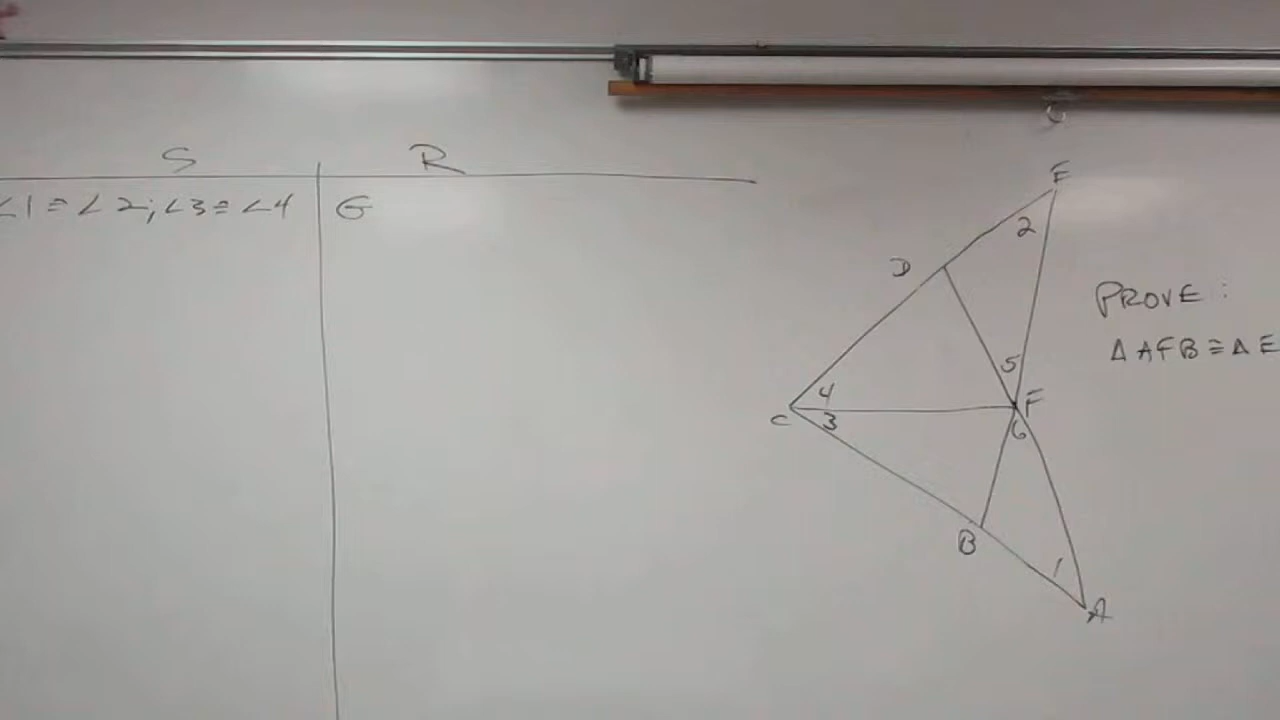 S R
∠1 ≅ ∠2; ∠3 ≅ ∠4 G
E
2
D
PROVE:
Δ AFB ≅ Δ E
5
4
F
C
3
6
B
1
A